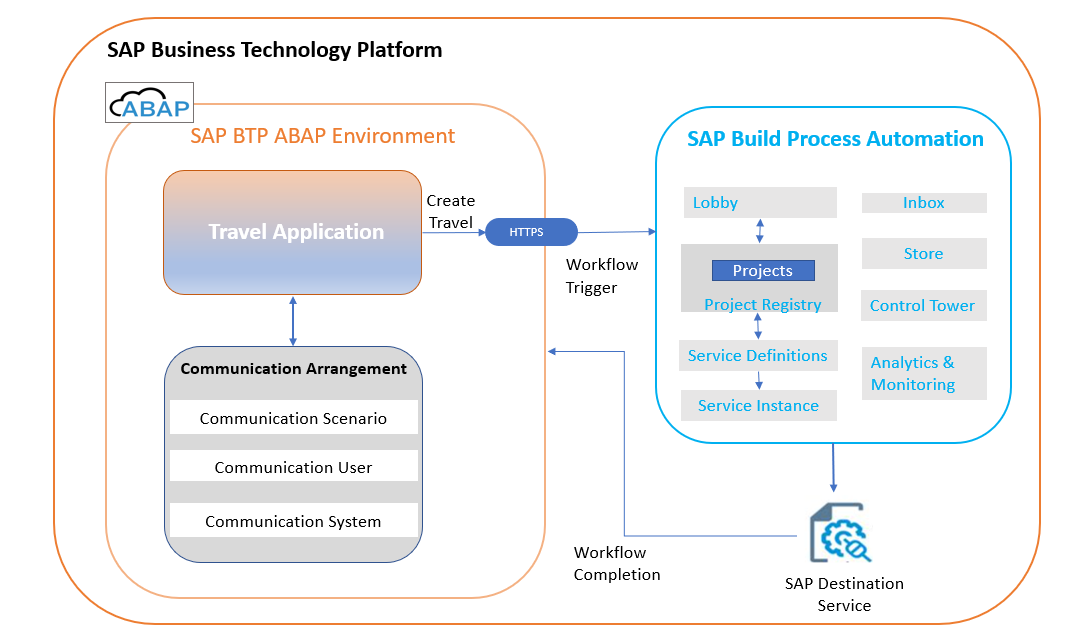 SAP Business Technology Platform
ABAP
SAP BTP ABAP Environment
Travel Application
Create
Travel
HTTPS
Workflow
Trigger
Communication Arrangement
Communication Scenario
Communication User
Communication System
SAP Build Process Automation
Lobby
Projects
Project Registry
Service Definitions
Service Instance
Inbox
Store
Control Tower
Analytics &
Monitoring
Workflow
Completion
SAP Destination
Service